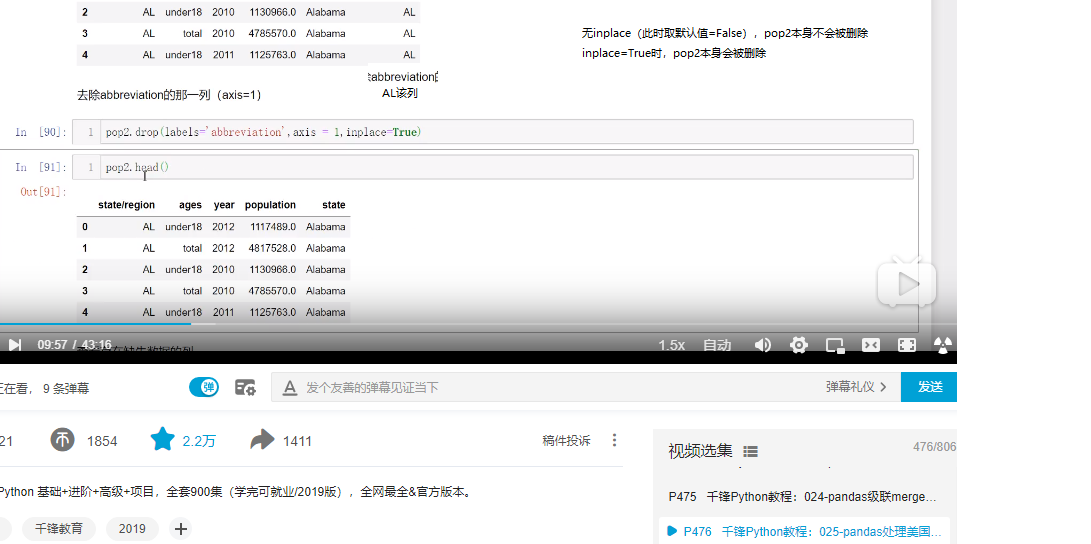 2 AL under18 2010 1130966.0 Alabama AL
3 total 2010 4785570.0 Alabama AL
4 AL under18 2011 1125763.0 Alabama AL
无inplace（此时取默认值=False），pop2本身不会被删除
inplace=True时，pop2本身会被删除
abbreviation的
AL该列
去除abbreviation的那一列（axis=1）
In [90]: 1 pop2.drop(labels='abbreviation',axis = 1,inplace=True)
In [91]: 1 pop2.head()
Out[91]:
state/region ages year population state
0 AL under18 2012 1117489.0 Alabama
1 AL total 2012 4817528.0 Alabama
2 AL under18 2010 1130966.0 Alabama
3 AL total 2010 4785570.0 Alabama
4 AL under18 2011 1125763.0 Alabama
09:57 / 43:16 1.5x 自动
在看， 9 条弹幕 弹 A 发个友善的弹幕见证当下 弹幕礼仪 > 发送
21 1854 2.2万 1411 稿件投诉
视频选集 476/806
Python 基础+进阶+高级+项目，全套900集（学完可就业/2019版），全网最全&官方版本。
P475 千锋Python教程：024-pandas级联merge...
千锋教育 2019 +
P476 千锋Python教程：025-pandas处理美国...